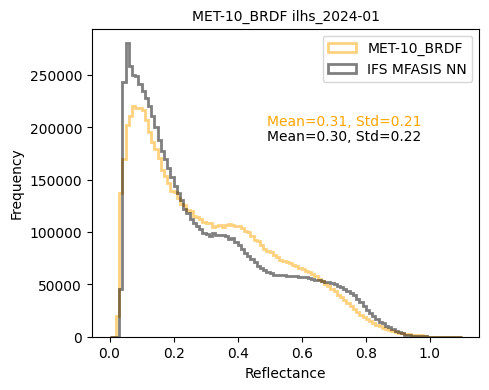 MET-10_BRDF ilhs_2024-01
MET-10_BRDF
IFS MFASIS NN
Mean=0.31, Std=0.21
Mean=0.30, Std=0.22
Frequency
250000
200000
150000
100000
50000
0
0.0 0.2 0.4 0.6 0.8 1.0
Reflectance